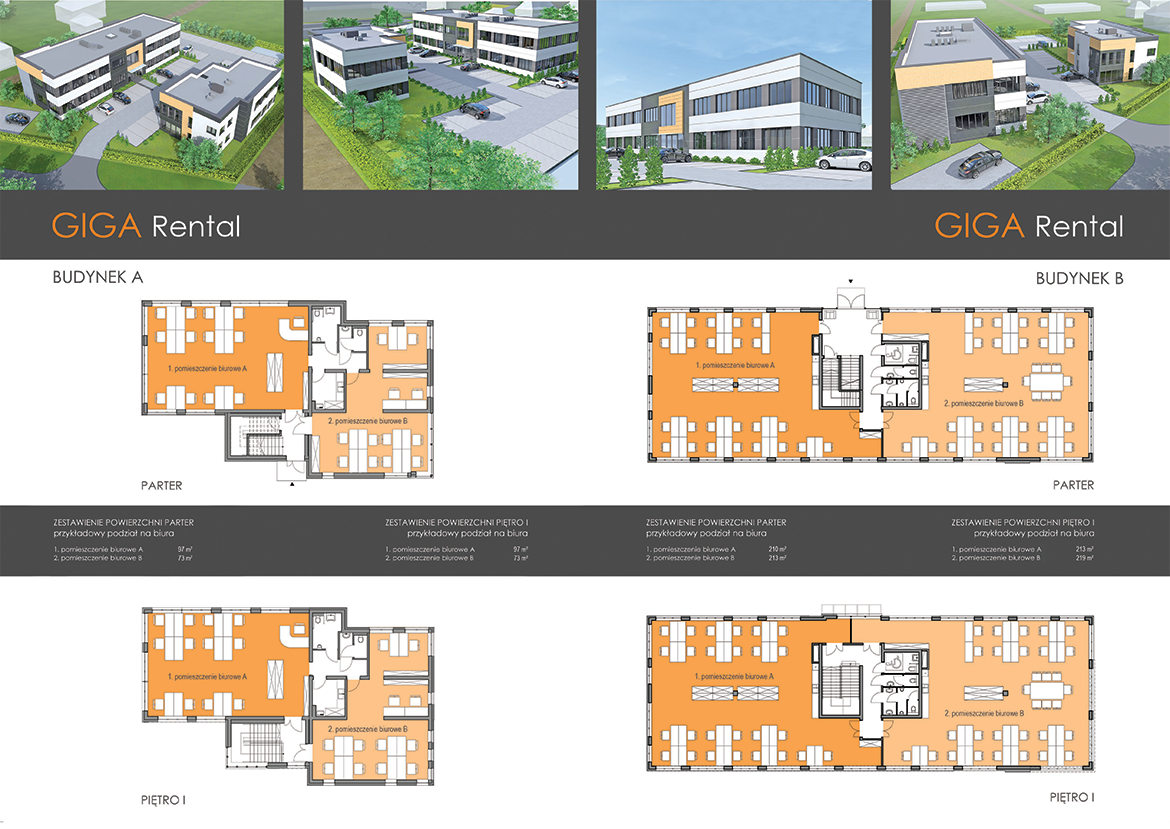 GIGA Rental
GIGA Rental
BUDYNEK A
BUDYNEK B
1. pomieszczenie biurowe A
2. pomieszczenie biurowe B
1. pomieszczenie biurowe A
2. pomieszczenie biurowe B
PARTER
PARTER
ZESTAWIENIE POWIERZCHNI PARTER
przykładowy podział na biura
1. pomieszczenie biurowe A 97 m²
2. pomieszczenie biurowe B 73 m²
ZESTAWIENIE POWIERZCHNI PIĘTRO I
przykładowy podział na biura
1. pomieszczenie biurowe A 97 m²
2. pomieszczenie biurowe B 73 m²
ZESTAWIENIE POWIERZCHNI PARTER
przykładowy podział na biura
1. pomieszczenie biurowe A 210 m²
2. pomieszczenie biurowe B 213 m²
ZESTAWIENIE POWIERZCHNI PIĘTRO I
przykładowy podział na biura
1. pomieszczenie biurowe A 213 m²
2. pomieszczenie biurowe B 219 m²
1. pomieszczenie biurowe A
2. pomieszczenie biurowe B
1. pomieszczenie biurowe A
2. pomieszczenie biurowe B
PIĘTRO I
PIĘTRO I